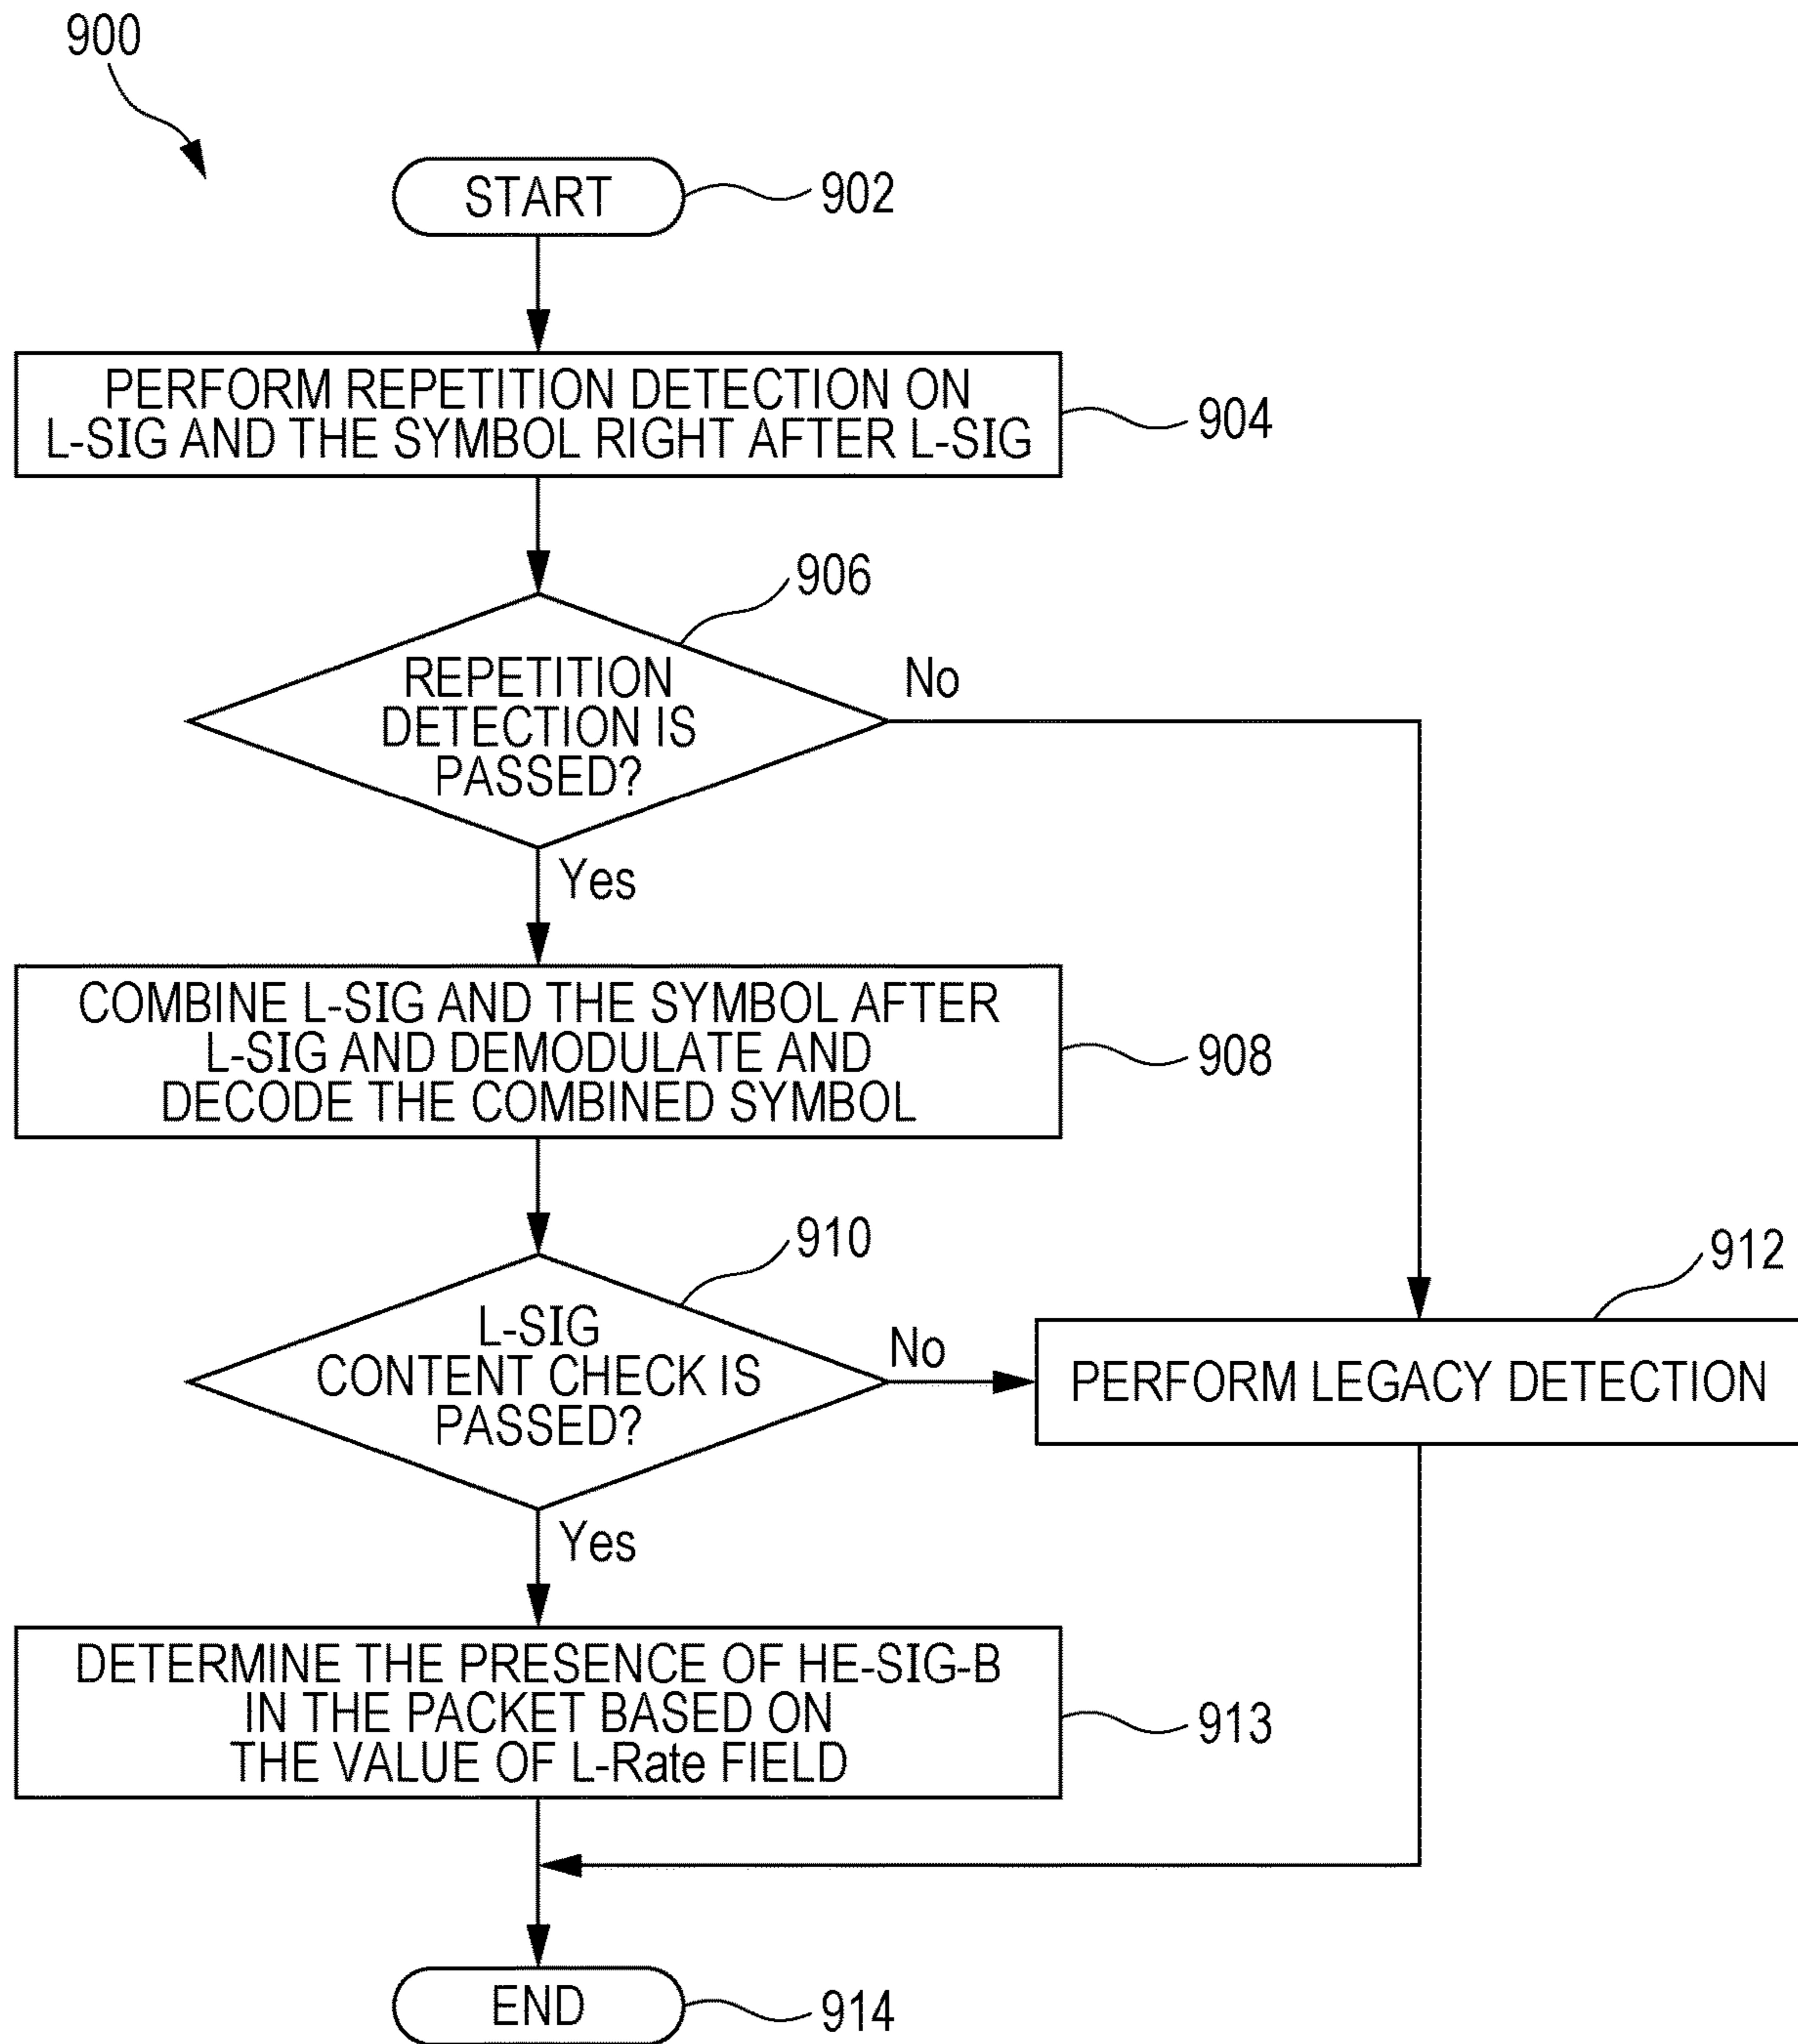 900
START
902
PERFORM REPETITION DETECTION ON
L-SIG AND THE SYMBOL RIGHT AFTER L-SIG
904
906
REPETITION
DETECTION IS
PASSED?
No
Yes
COMBINE L-SIG AND THE SYMBOL AFTER
L-SIG AND DEMODULATE AND
DECODE THE COMBINED SYMBOL
908
910
L-SIG
CONTENT CHECK IS
PASSED?
No
912
PERFORM LEGACY DETECTION
Yes
DETERMINE THE PRESENCE OF HE-SIG-B
IN THE PACKET BASED ON
THE VALUE OF L-Rate FIELD
913
END
914